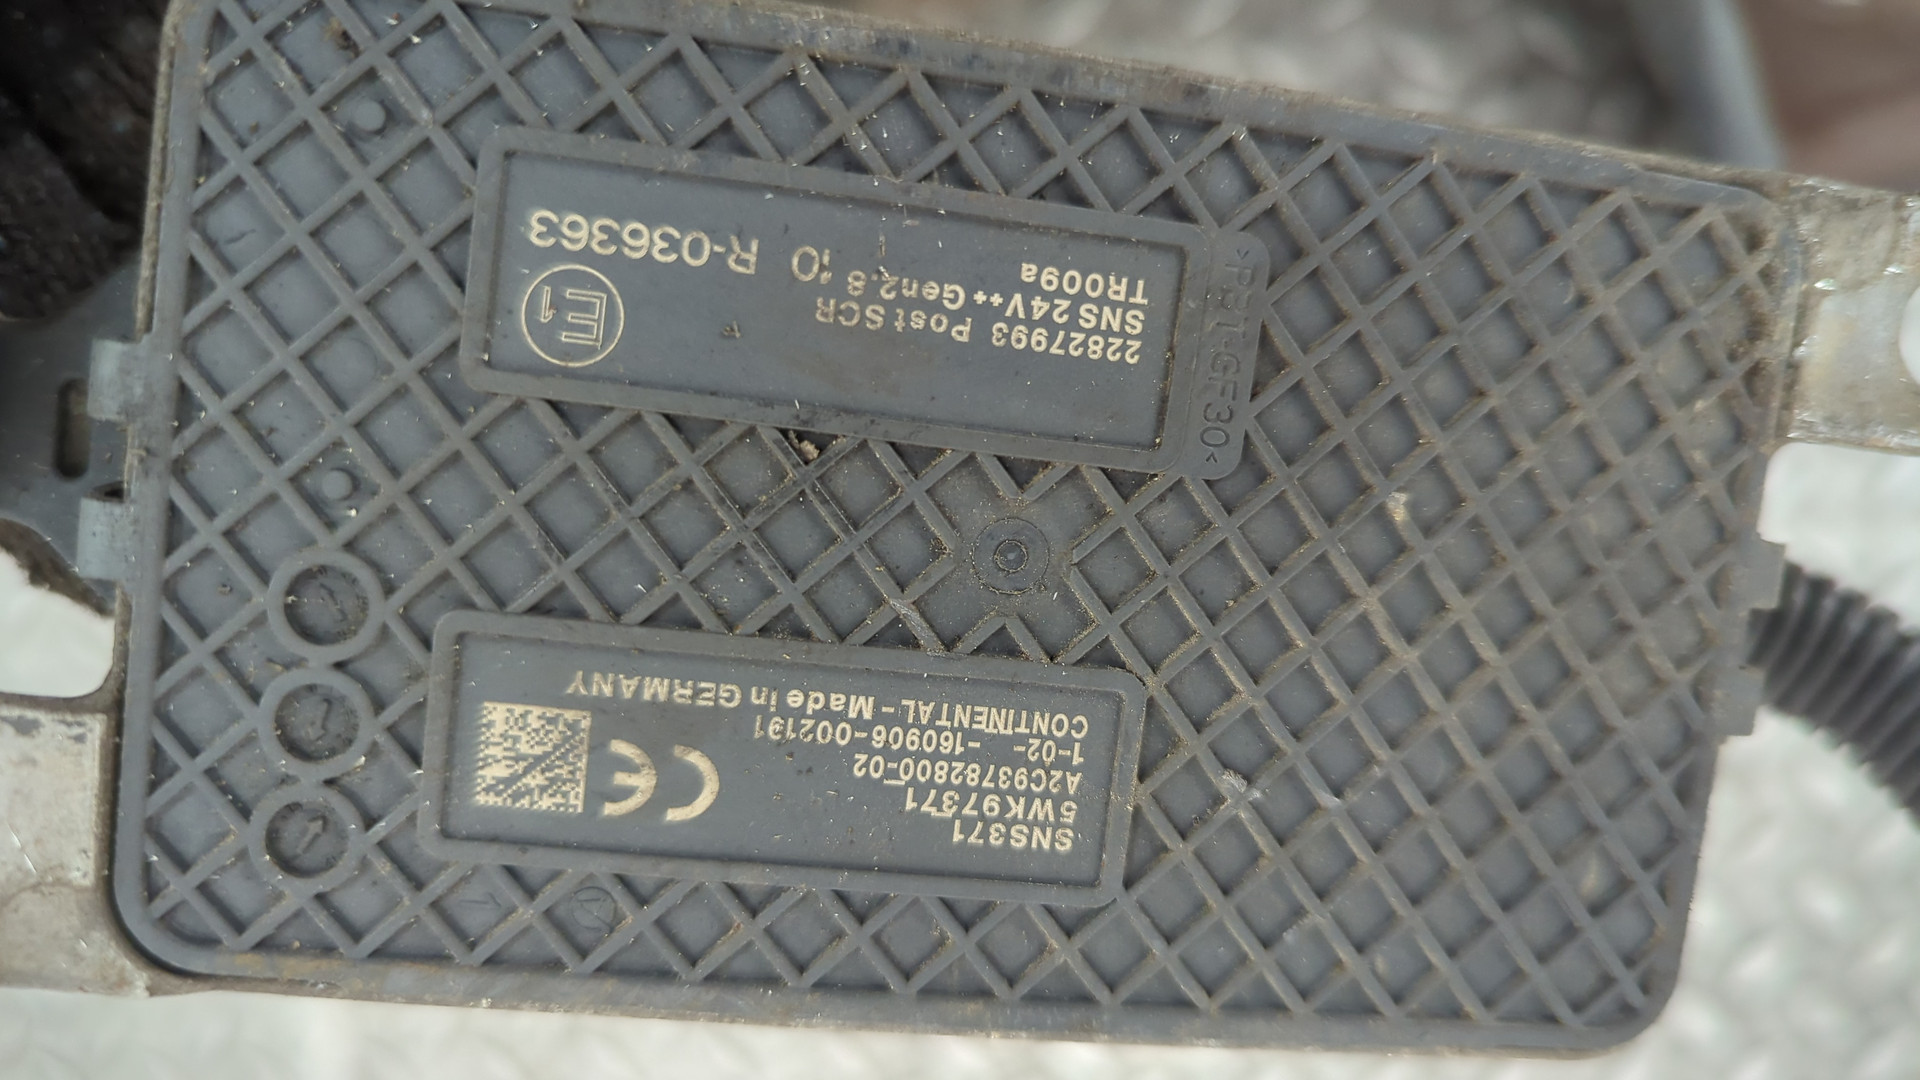 SNS371
5WK97371
A2C93782800-02
1-02- -160906-002191
CONTINENTAL - Made in GERMANY
CE
22827993 Post SCR
SNS 24V++ Gen2.8
TR009a
E1
10 R-036363
>PBT-GF30<